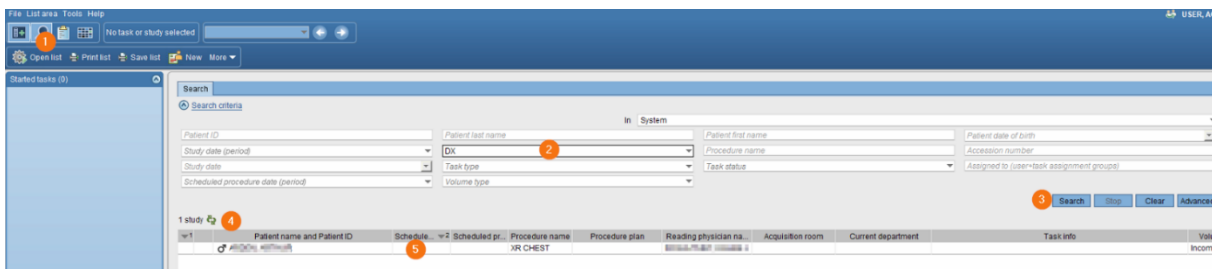 File List area Tools Help
USER, A
No task or study selected
1
Open list Print list Save list New More
Started tasks (0)
Search
Search criteria
In System
Patient ID Patient last name Patient first name Patient date of birth
Study date (period) DX 2 Procedure name Accession number
Study date Task type Task status Assigned to (user+task assignment groups)
Scheduled procedure date (period) Volume type
3 Search Stop Clear Advance
1 study 4
1 Patient name and Patient ID Schedule... 2 Scheduled pr... Procedure name Procedure plan Reading physician na... Acquisition room Current department Task info Vol
5 XR CHEST Incom